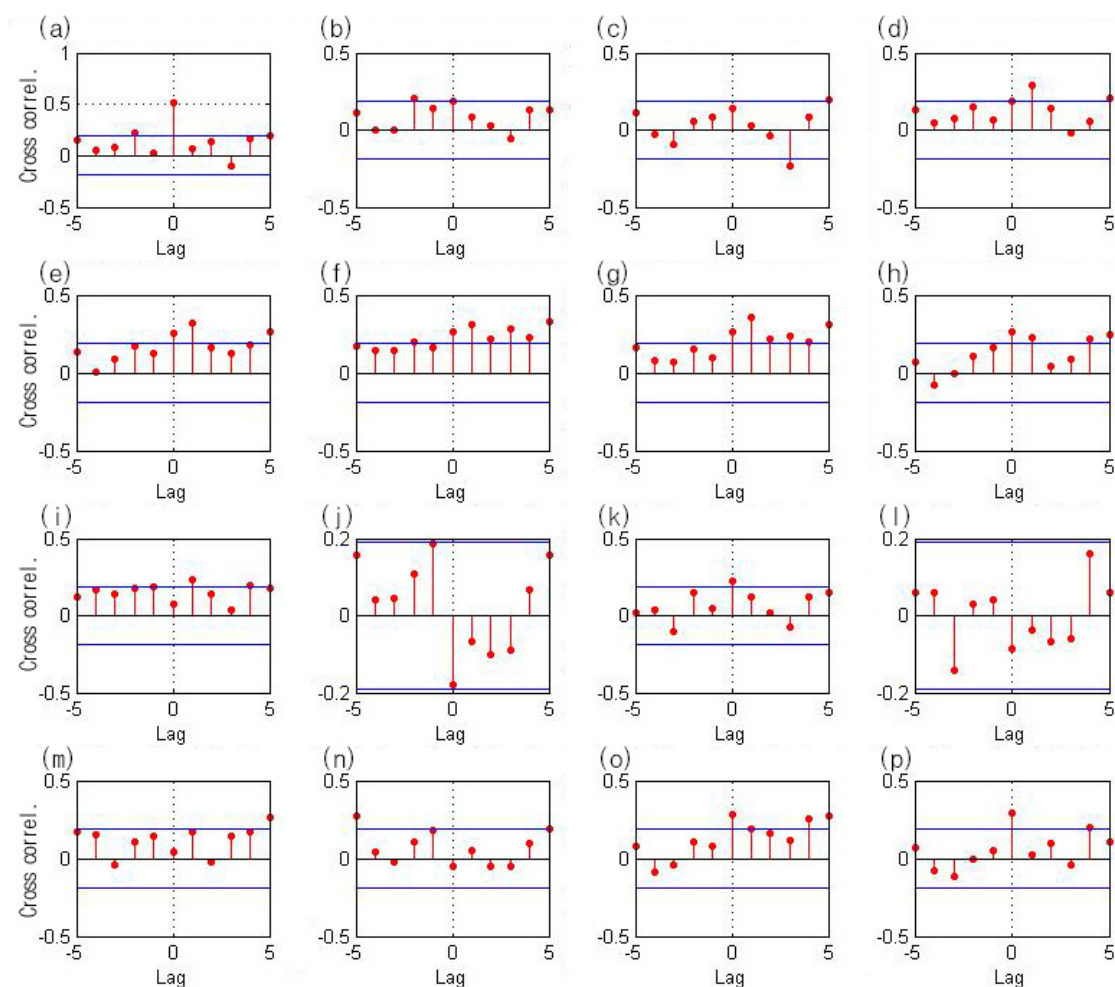 (a) (b) (c) (d)
Cross correl.
1 0.5 0.5 0.5
0.5
0 0 0 0
-0.5 -0.5 -0.5 -0.5
-5 0 5 -5 0 5 -5 0 5 -5 0 5
Lag Lag Lag Lag
(e) (f) (g) (h)
Cross correl.
0.5 0.5 0.5 0.5
0 0 0 0
-0.5 -0.5 -0.5 -0.5
-5 0 5 -5 0 5 -5 0 5 -5 0 5
Lag Lag Lag Lag
(i) (j) (k) (l)
Cross correl.
0.5 0.2 0.5 0.2
0 0 0 0
-0.5 -0.2 -0.5 -0.2
-5 0 5 -5 0 5 -5 0 5 -5 0 5
Lag Lag Lag Lag
(m) (n) (o) (p)
Cross correl.
0.5 0.5 0.5 0.5
0 0 0 0
-0.5 -0.5 -0.5 -0.5
-5 0 5 -5 0 5 -5 0 5 -5 0 5
Lag Lag Lag Lag